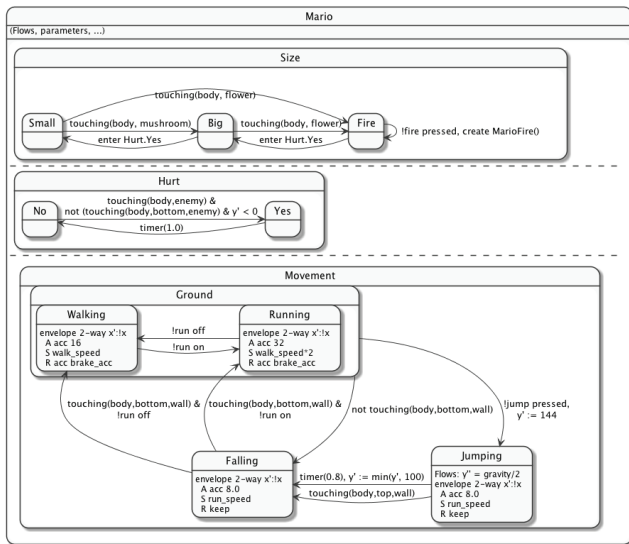 Mario
(Flows, parameters, ...)
Size
touching(body, flower)
Small
touching(body, mushroom)
Big
touching(body, flower)
Fire
enter Hurt.Yes
enter Hurt.Yes
!fire pressed, create MarioFire()
Hurt
touching(body,enemy) &
No
not (touching(body,bottom,enemy) & y' < 0
Yes
timer(1.0)
Movement
Ground
Walking
envelope 2-way x':!x
A acc 16
S walk_speed
R acc brake_acc
!run off
!run on
Running
envelope 2-way x':!x
A acc 32
S walk_speed*2
R acc brake_acc
touching(body,bottom,wall) &
!run off
touching(body,bottom,wall) &
!run on
not touching(body,bottom,wall)
!jump pressed,
y' := 144
Falling
envelope 2-way x':!x
A acc 8.0
S run_speed
R keep
timer(0.8), y' := min(y', 100)
touching(body,top,wall)
Jumping
Flows: y'' = gravity/2
envelope 2-way x':!x
A acc 8.0
S run_speed
R keep